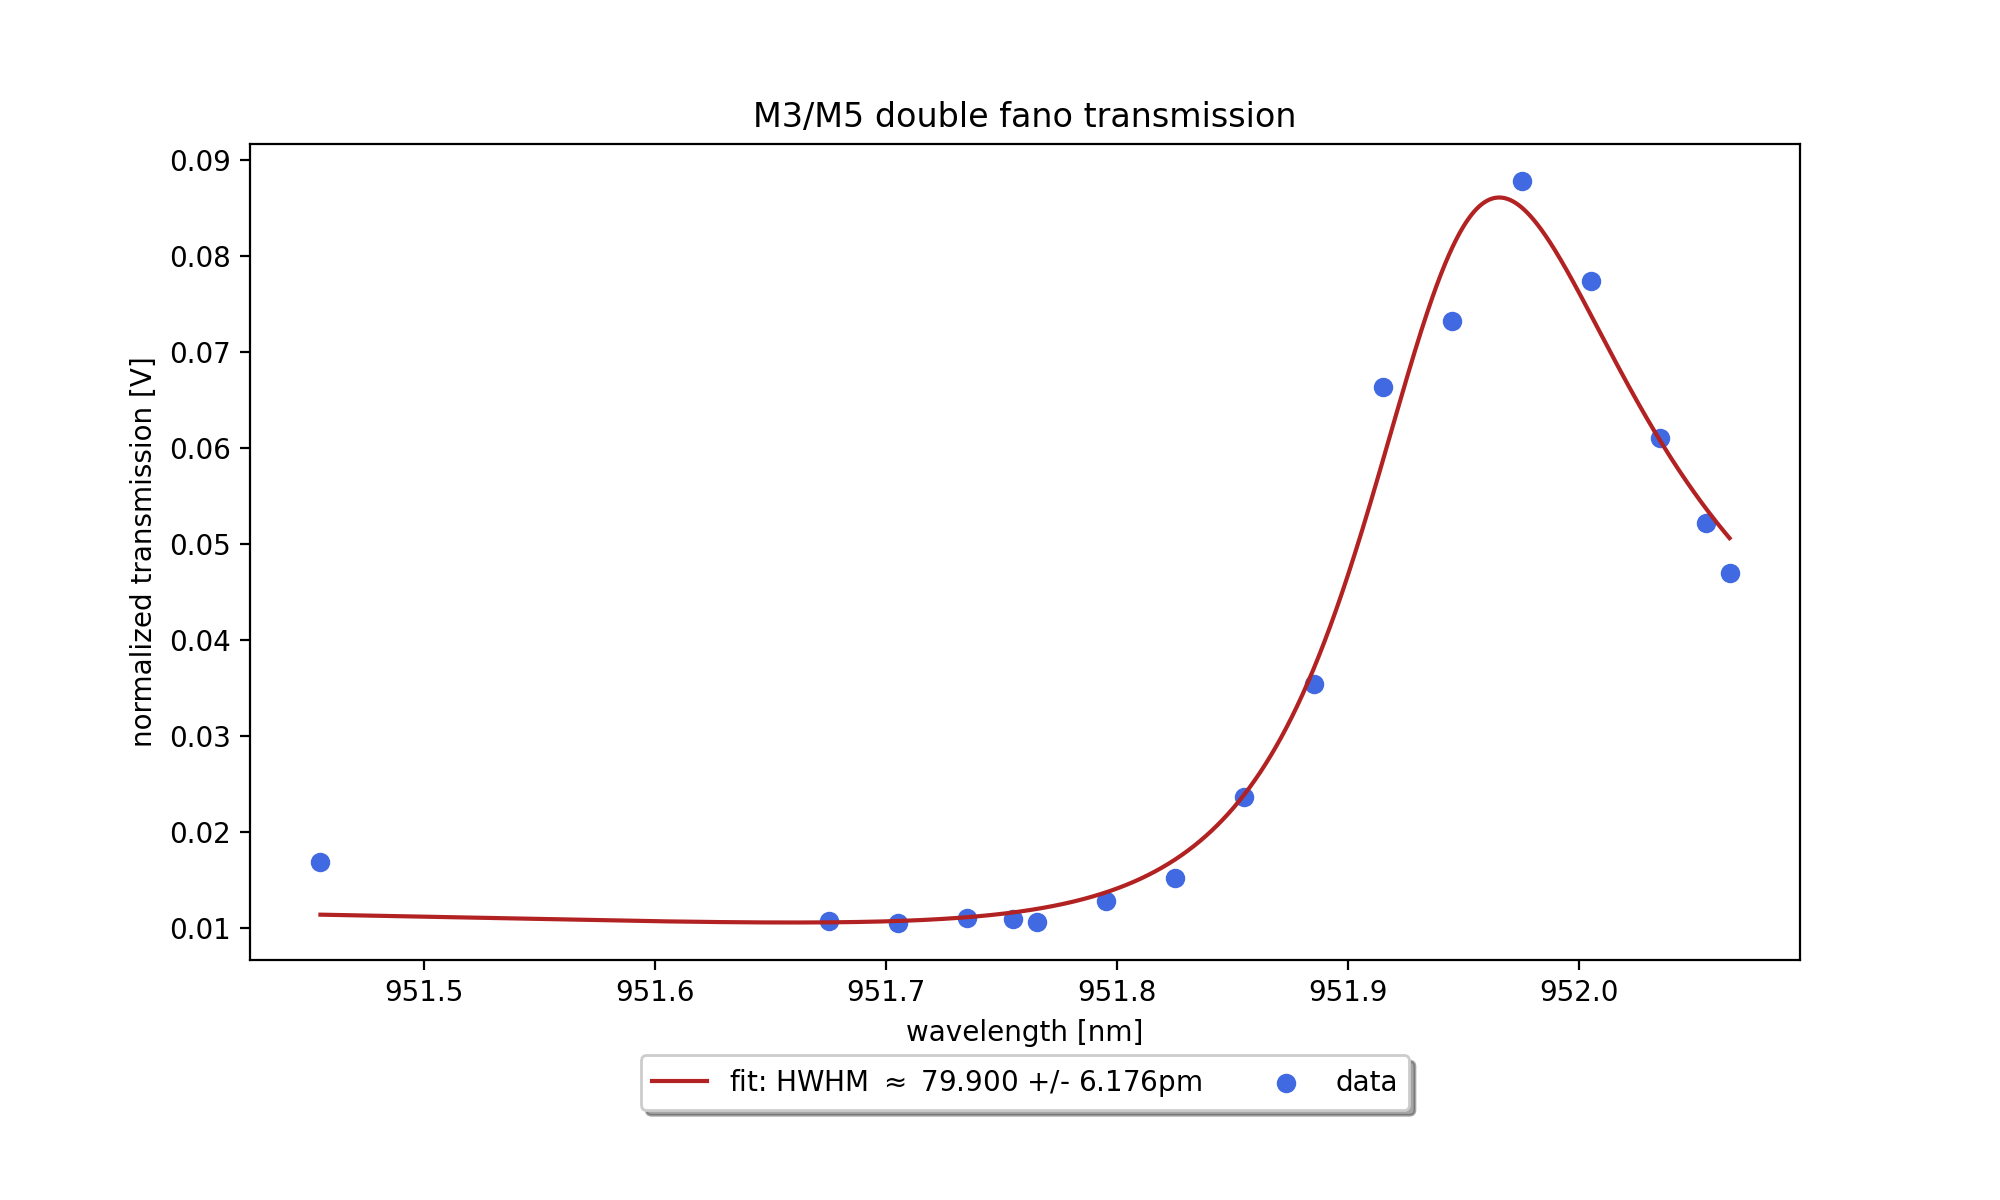 M3/M5 double fano transmission
normalized transmission [V]
0.09
0.08
0.07
0.06
0.05
0.04
0.03
0.02
0.01
951.5 951.6 951.7 951.8 951.9 952.0
wavelength [nm]
fit: HWHM ≈ 79.900 +/- 6.176pm data